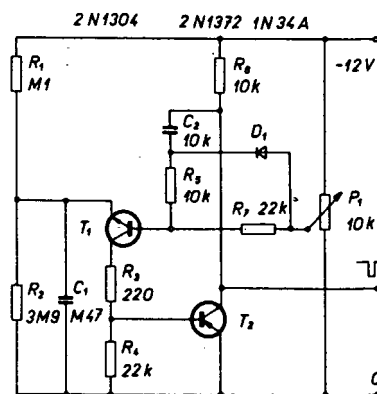 2N1304 2N1372 1N34A
-12V
R1 M1
R6 10k
C2 10k
D1
R5 10k
R7 22k
P1 10k
T1
R3 220
R2 3M9
C1 M47
T2
R4 22k
0